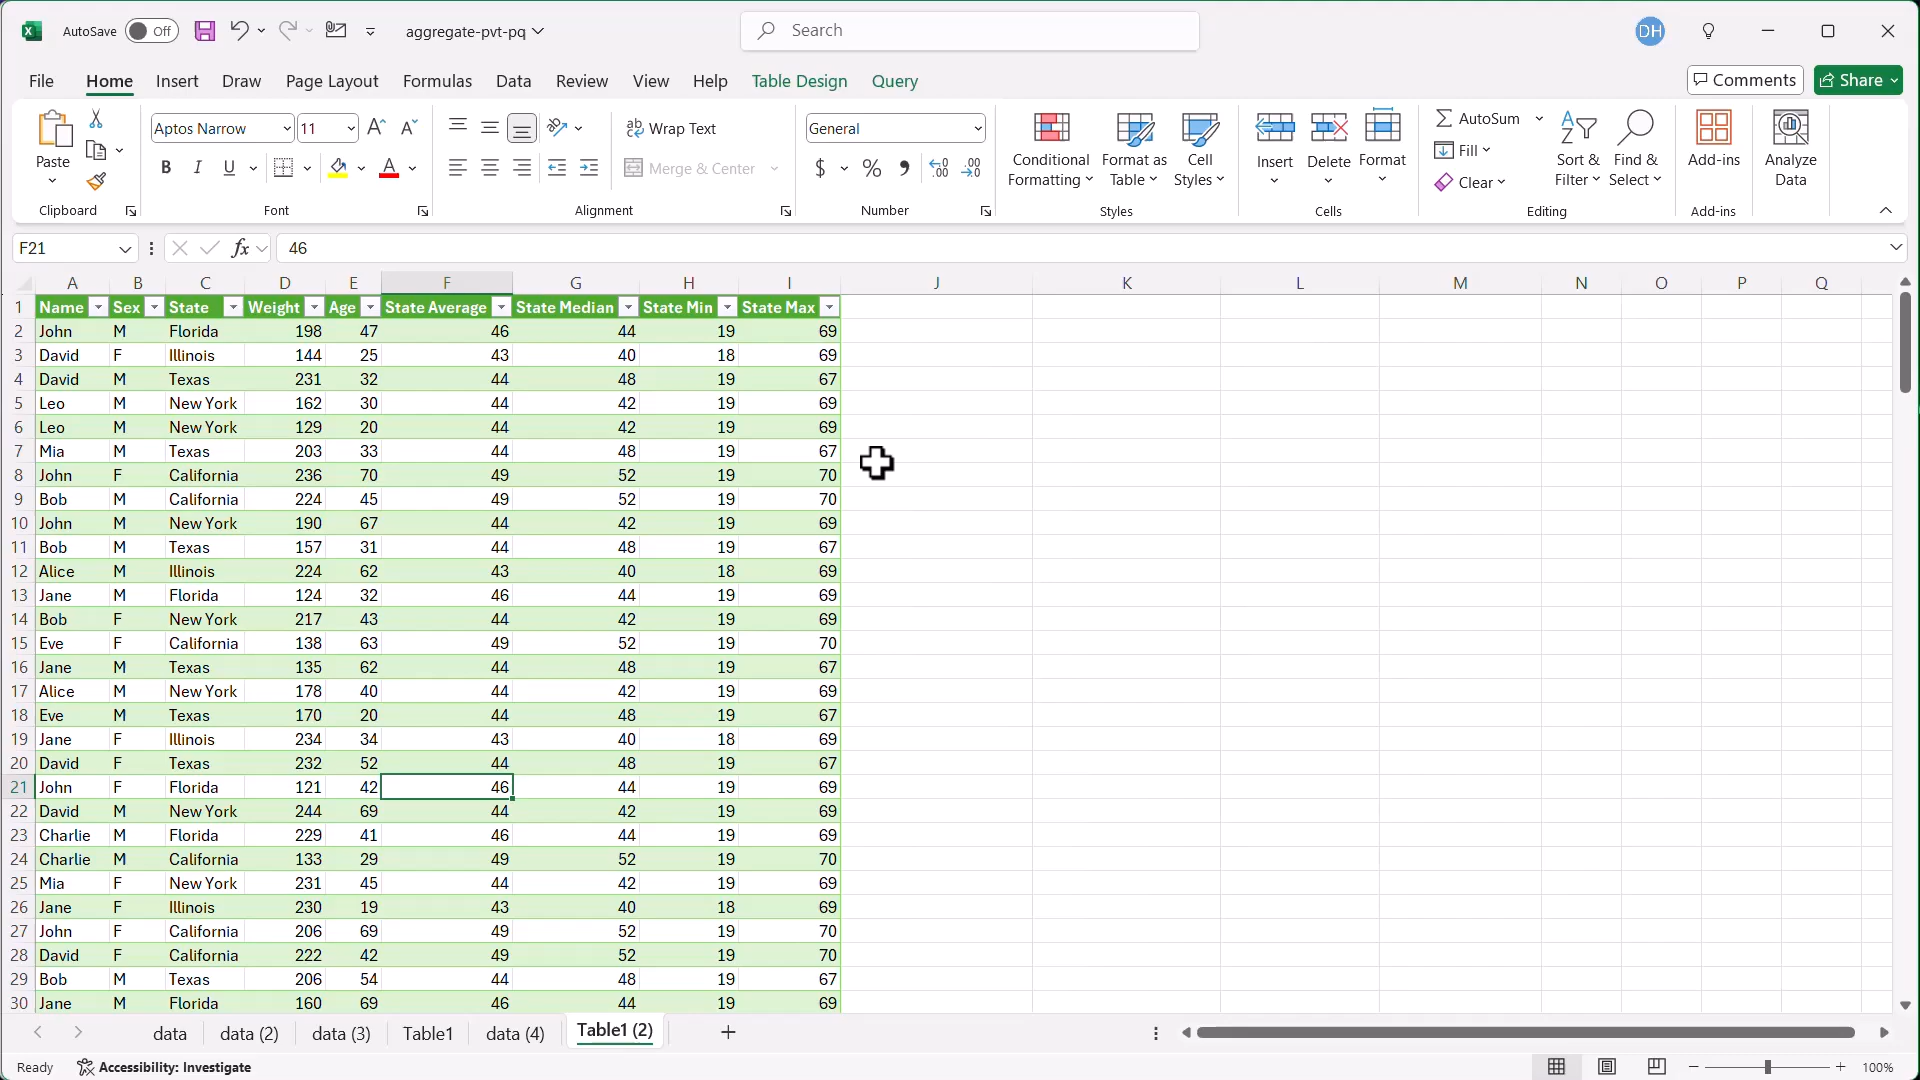 AutoSave Off aggregate-pvt-pq Search DH
File Home Insert Draw Page Layout Formulas Data Review View Help Table Design Query Comments Share
Paste Aptos Narrow 11 Wrap Text General Conditional Formatting Format as Table Cell Styles Insert Delete Format AutoSum Fill Clear Sort & Filter Find & Select Add-ins Analyze Data
B I U A Merge & Center $ % 9
Clipboard Font Alignment Number Styles Cells Editing Add-ins
F21 fx 46
A B C D E F G H I J K L M N O P Q
1 Name Sex State Weight Age State Average State Median State Min State Max
2 John M Florida 198 47 46 44 19 69
3 David F Illinois 144 25 43 40 18 69
4 David M Texas 231 32 44 48 19 67
5 Leo M New York 162 30 44 42 19 69
6 Leo M New York 129 20 44 42 19 69
7 Mia M Texas 203 33 44 48 19 67
8 John F California 236 70 49 52 19 70
9 Bob M California 224 45 49 52 19 70
10 John M New York 190 67 44 42 19 69
11 Bob M Texas 157 31 44 48 19 67
12 Alice M Illinois 224 62 43 40 18 69
13 Jane M Florida 124 32 46 44 19 69
14 Bob F New York 217 43 44 42 19 69
15 Eve F California 138 63 49 52 19 70
16 Jane M Texas 135 62 44 48 19 67
17 Alice M New York 178 40 44 42 19 69
18 Eve M Texas 170 20 44 48 19 67
19 Jane F Illinois 234 34 43 40 18 69
20 David F Texas 232 52 44 48 19 67
21 John F Florida 121 42 46 44 19 69
22 David M New York 244 69 44 42 19 69
23 Charlie M Florida 229 41 46 44 19 69
24 Charlie M California 133 29 49 52 19 70
25 Mia F New York 231 45 44 42 19 69
26 Jane F Illinois 230 19 43 40 18 69
27 John F California 206 69 49 52 19 70
28 David F California 222 42 49 52 19 70
29 Bob M Texas 206 54 44 48 19 67
30 Jane M Florida 160 69 46 44 19 69
data data (2) data (3) Table1 data (4) Table1 (2)
Ready Accessibility: Investigate 100%